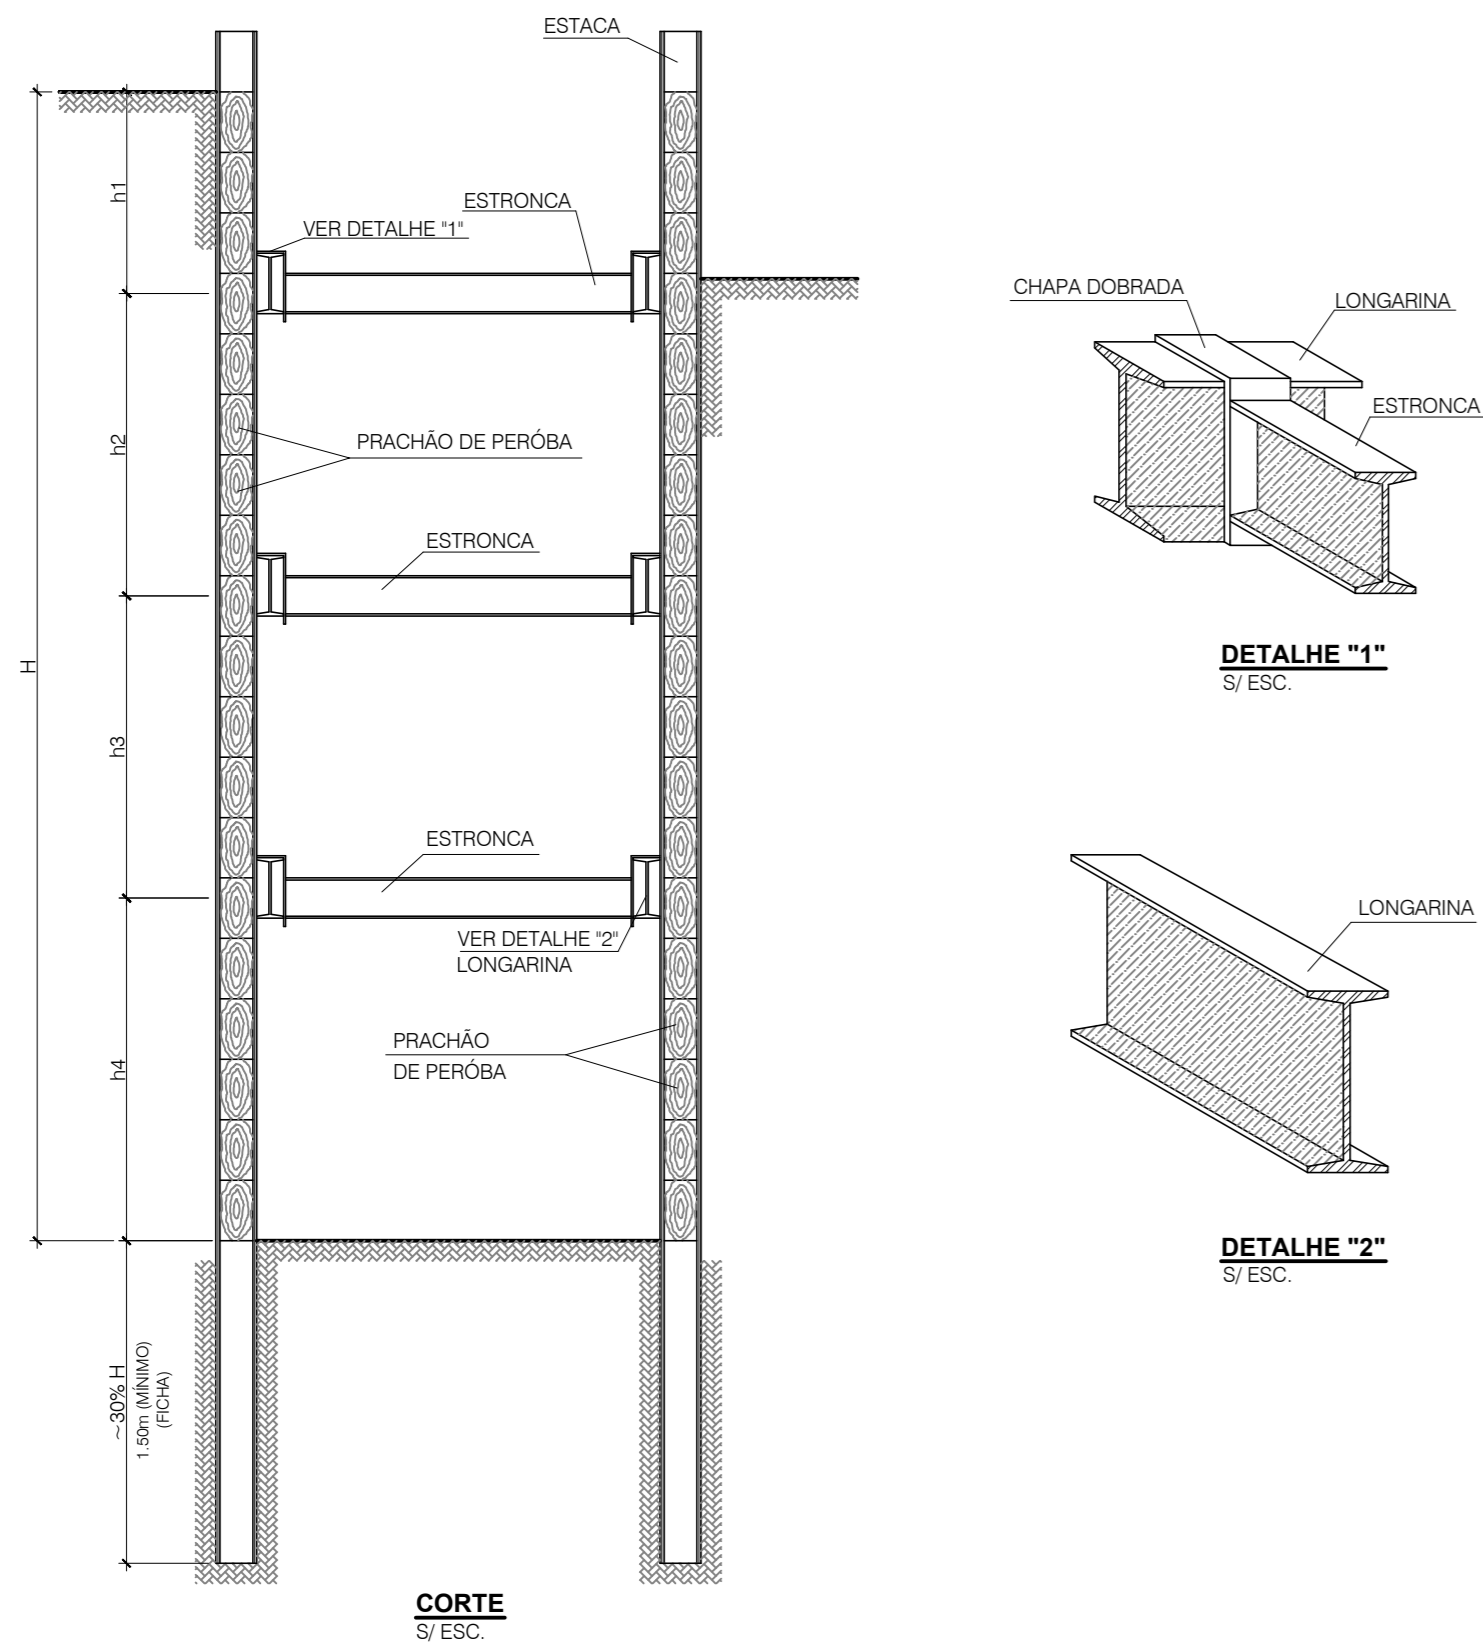 ESTACA
ESTRONCA
VER DETALHE "1"
h1
PRACHÃO DE PERÓBA
h2
ESTRONCA
H
h3
ESTRONCA
VER DETALHE "2"
LONGARINA
PRACHÃO
DE PERÓBA
h4
~30% H
1.50m (MÍNIMO)
(FICHA)
CORTE
S/ ESC.
CHAPA DOBRADA
LONGARINA
ESTRONCA
DETALHE "1"
S/ ESC.
LONGARINA
DETALHE "2"
S/ ESC.